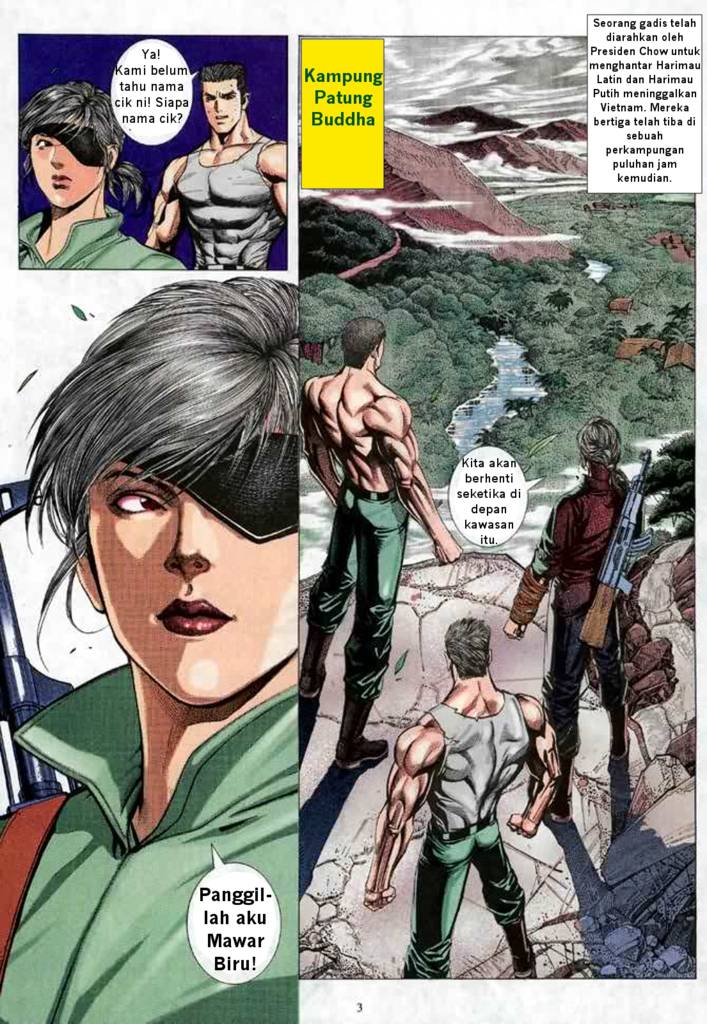 Seorang gadis telah
diarahkan oleh
Presiden Chow untuk
menghantar Harimau
Latin dan Harimau
Putih meninggalkan
Vietnam. Mereka
bertiga telah tiba di
sebuah
perkampungan
puluhan jam
kemudian.
Kampung
Patung
Buddha
Kita akan
berhenti
seketika di
depan
kawasan
itu.
Ya!
Kami belum
tahu nama
cik ni! Siapa
nama cik?
Panggil-
lah aku
Mawar
Biru!
3